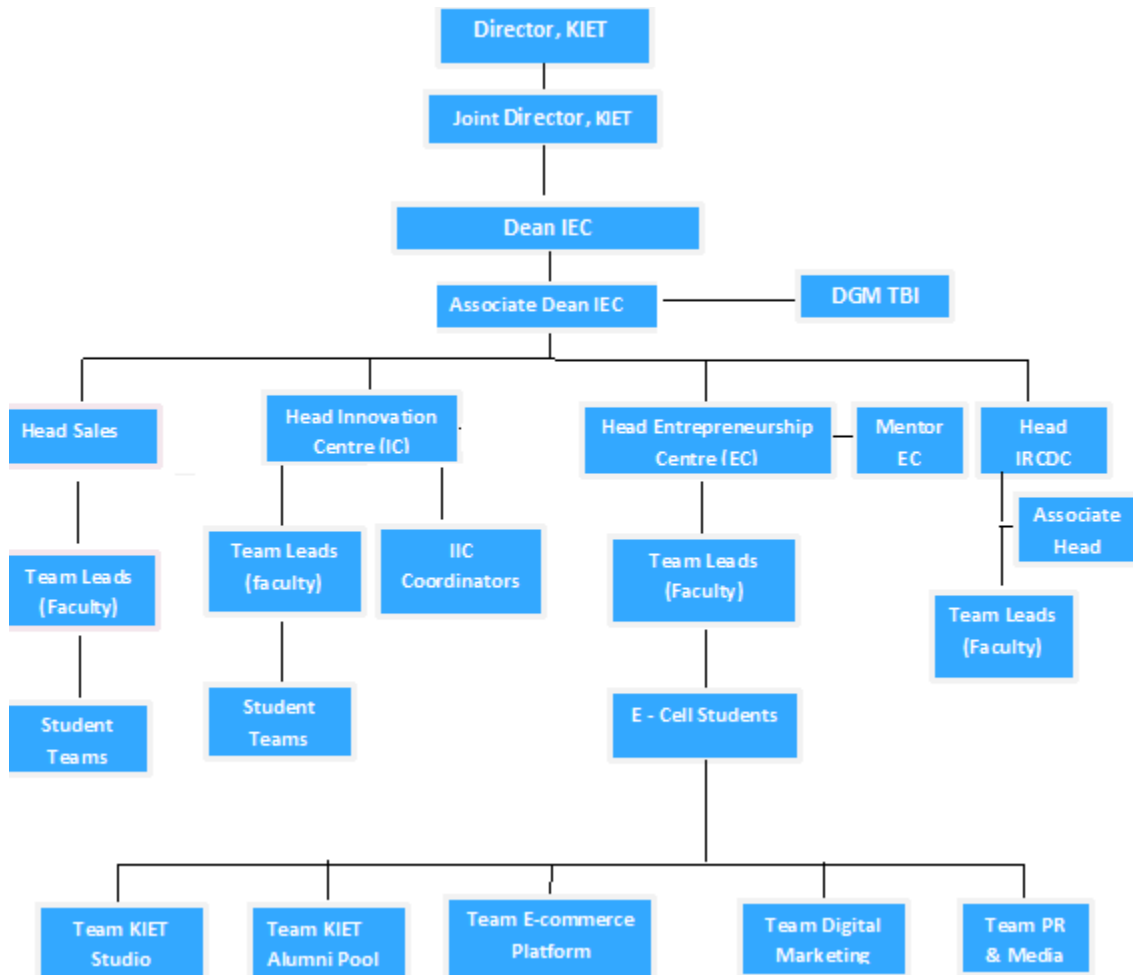 Director, KIET
Joint Director, KIET
Dean IEC
Associate Dean IEC
DGM TBI
Head Sales
Head Innovation
Centre (IC)
Head Entrepreneurship
Centre (EC)
Mentor
EC
Head
IRCDC
Associate
Head
Team Leads
(Faculty)
Team Leads
(faculty)
IIC
Coordinators
Team Leads
(Faculty)
Team Leads
(Faculty)
Student
Teams
Student
Teams
E - Cell Students
Team KIET
Studio
Team KIET
Alumni Pool
Team E-commerce
Platform
Team Digital
Marketing
Team PR
& Media